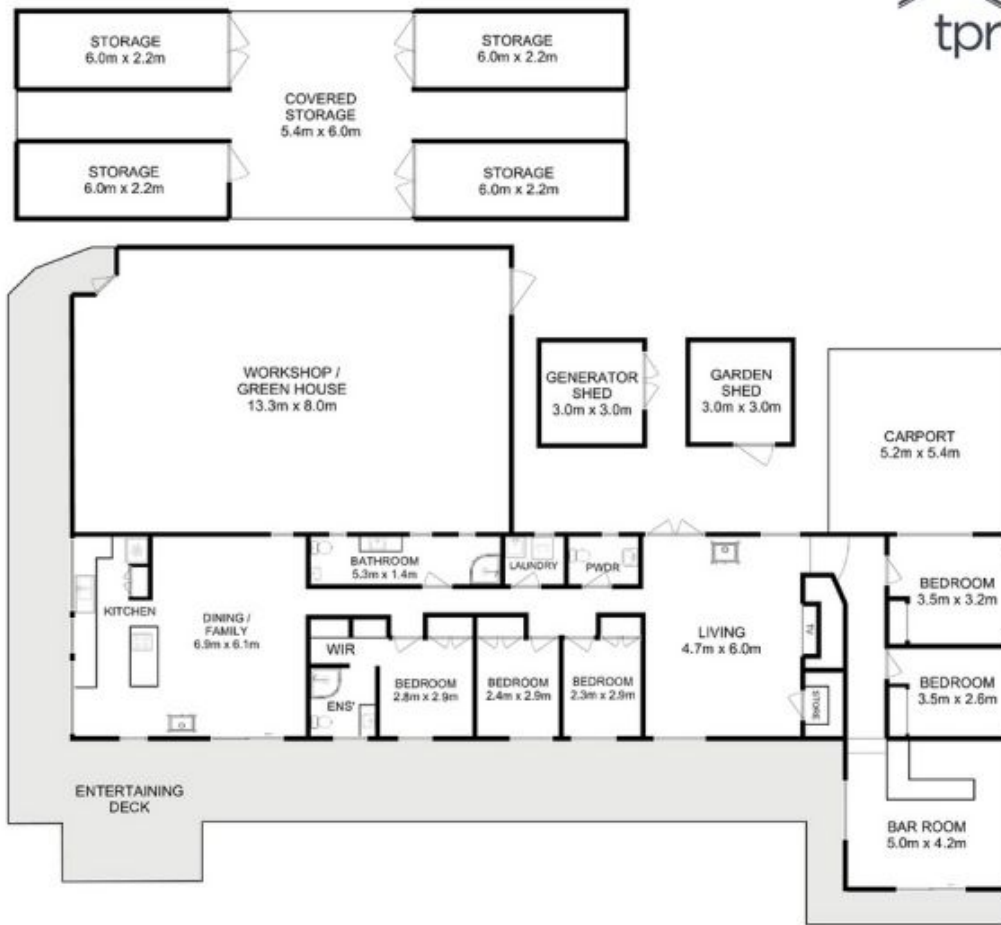 tpr
STORAGE
6.0m x 2.2m
STORAGE
6.0m x 2.2m
COVERED
STORAGE
5.4m x 6.0m
STORAGE
6.0m x 2.2m
STORAGE
6.0m x 2.2m
WORKSHOP /
GREEN HOUSE
13.3m x 8.0m
GENERATOR
SHED
3.0m x 3.0m
GARDEN
SHED
3.0m x 3.0m
CARPORT
5.2m x 5.4m
KITCHEN
DINING /
FAMILY
6.9m x 6.1m
BATHROOM
5.3m x 1.4m
LAUNDRY
PWDR
LIVING
4.7m x 6.0m
TV
STORE
BEDROOM
3.5m x 3.2m
BEDROOM
3.5m x 2.6m
WIR
ENS'
BEDROOM
2.8m x 2.9m
BEDROOM
2.4m x 2.9m
BEDROOM
2.3m x 2.9m
ENTERTAINING
DECK
BAR ROOM
5.0m x 4.2m